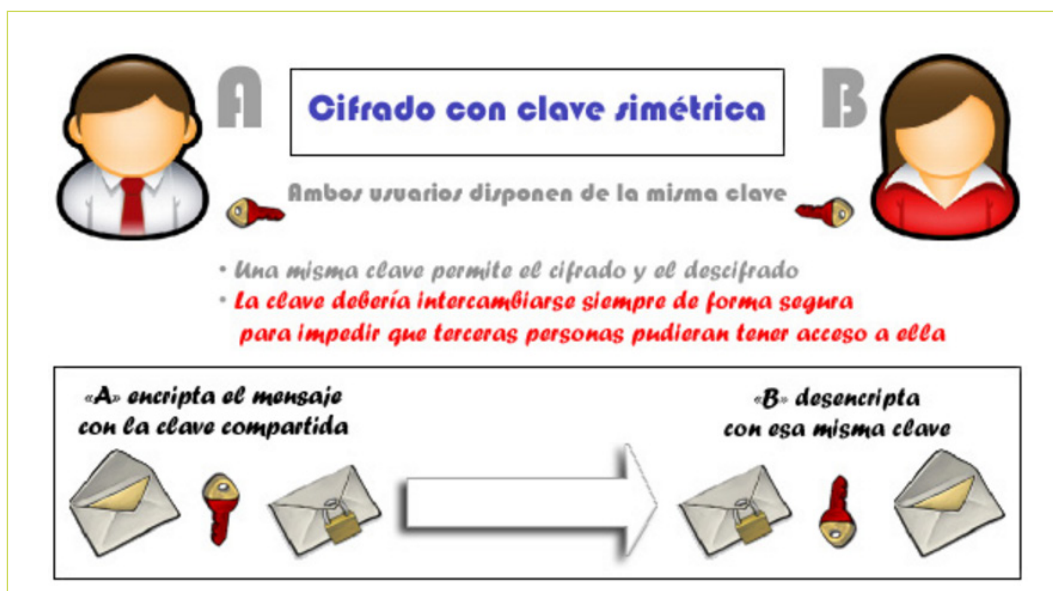 A
Cifrado con clave simétrica
B
Ambos usuarios disponen de la misma clave
• Una misma clave permite el cifrado y el descifrado
• La clave debería intercambiarse siempre de forma segura
para impedir que terceras personas pudieran tener acceso a ella
«A» encripta el mensaje
con la clave compartida
«B» desencripta
con esa misma clave